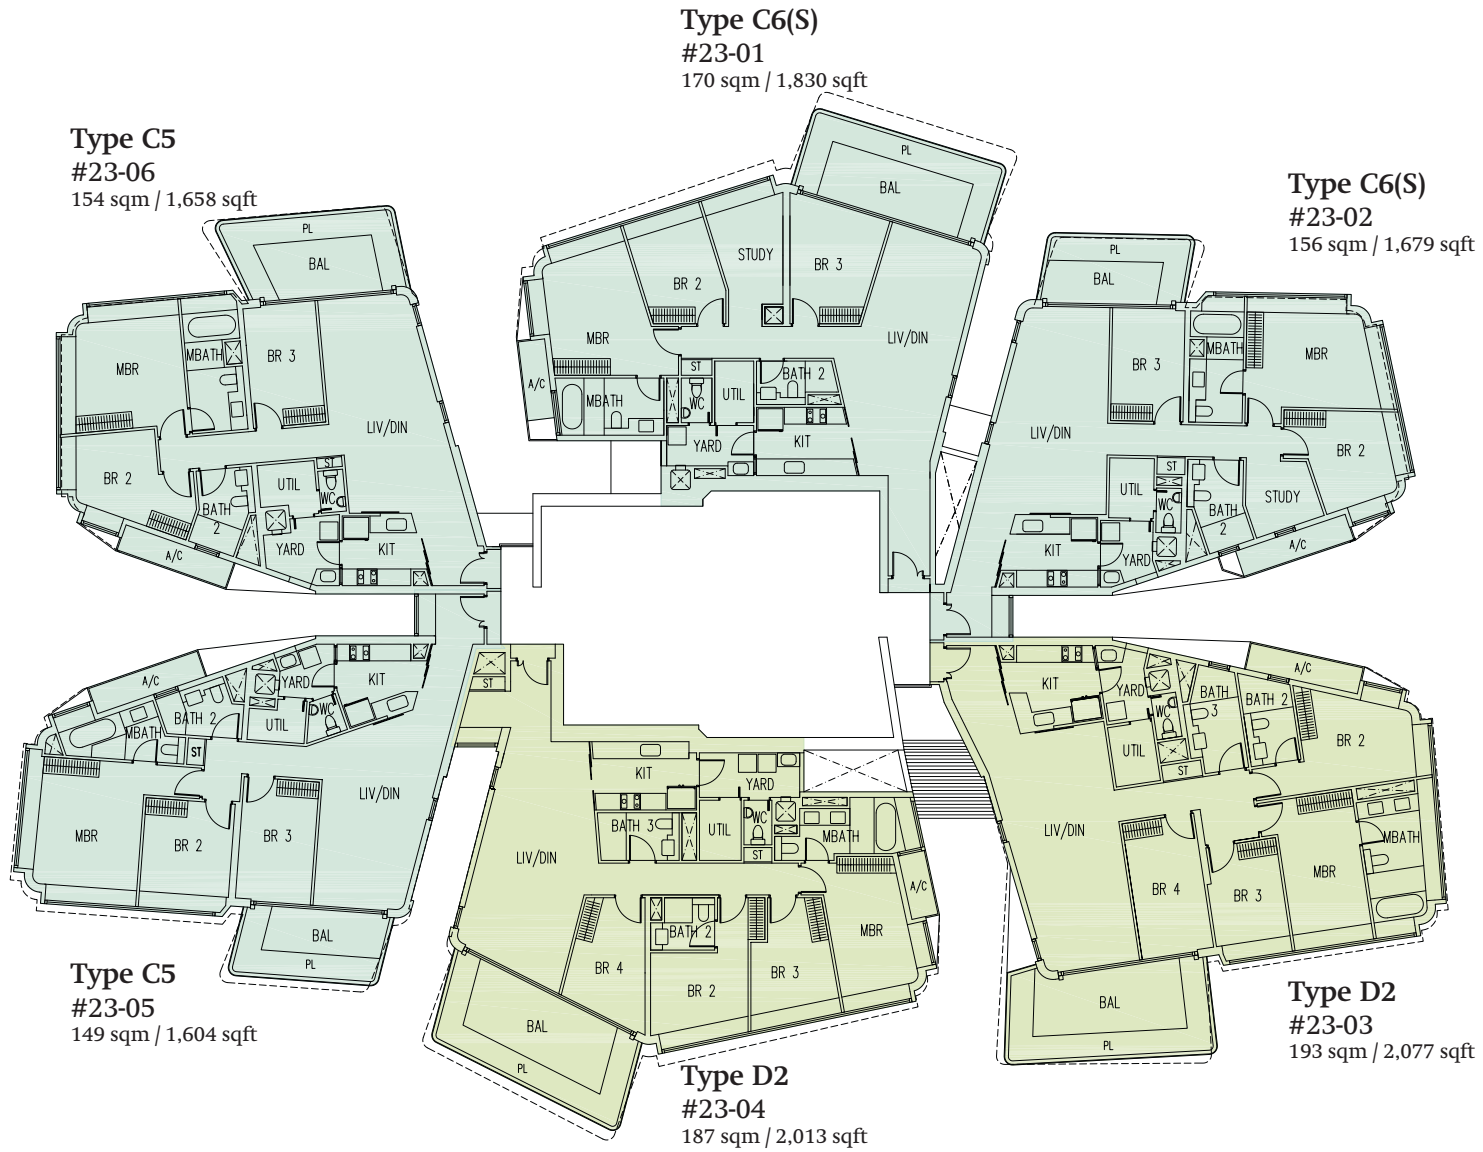 Type C6(S)
#23-01
170 sqm / 1,830 sqft
PL
BAL
STUDY
BR 3
BR 2
MBR
LIV/DIN
ST
BATH 2
A/C
MBATH
WC
UTIL
YARD
KIT
Type C5
#23-06
154 sqm / 1,658 sqft
PL
BAL
MBR
MBATH
BR 3
LIV/DIN
BR 2
ST
UTIL
WC
BATH
2
YARD
KIT
A/C
Type C6(S)
#23-02
156 sqm / 1,679 sqft
PL
BAL
MBATH
MBR
BR 3
LIV/DIN
BR 2
ST
UTIL
WC
STUDY
BATH
2
KIT
YARD
A/C
A/C
YARD
KIT
BATH 2
UTIL
WC
MBATH
ST
LIV/DIN
MBR
BR 2
BR 3
BAL
PL
Type C5
#23-05
149 sqm / 1,604 sqft
ST
KIT
YARD
BATH 3
UTIL
WC
MBATH
ST
LIV/DIN
A/C
BATH 2
MBR
BR 4
BR 3
BR 2
BAL
PL
Type D2
#23-04
187 sqm / 2,013 sqft
A/C
KIT
YARD
BATH
3
BATH 2
WC
BR 2
UTIL
ST
LIV/DIN
MBATH
MBR
BR 4
BR 3
BAL
PL
Type D2
#23-03
193 sqm / 2,077 sqft